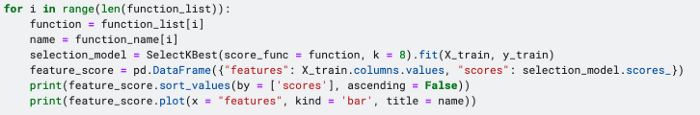 for i in range(len(function_list)):
    function = function_list[i]
    name = function_name[i]
    selection_model = SelectKBest(score_func = function, k = 8).fit(X_train, y_train)
    feature_score = pd.DataFrame({"features": X_train.columns.values, "scores": selection_model.scores_})
    print(feature_score.sort_values(by = ['scores'], ascending = False))
    print(feature_score.plot(x = "features", kind = 'bar', title = name))